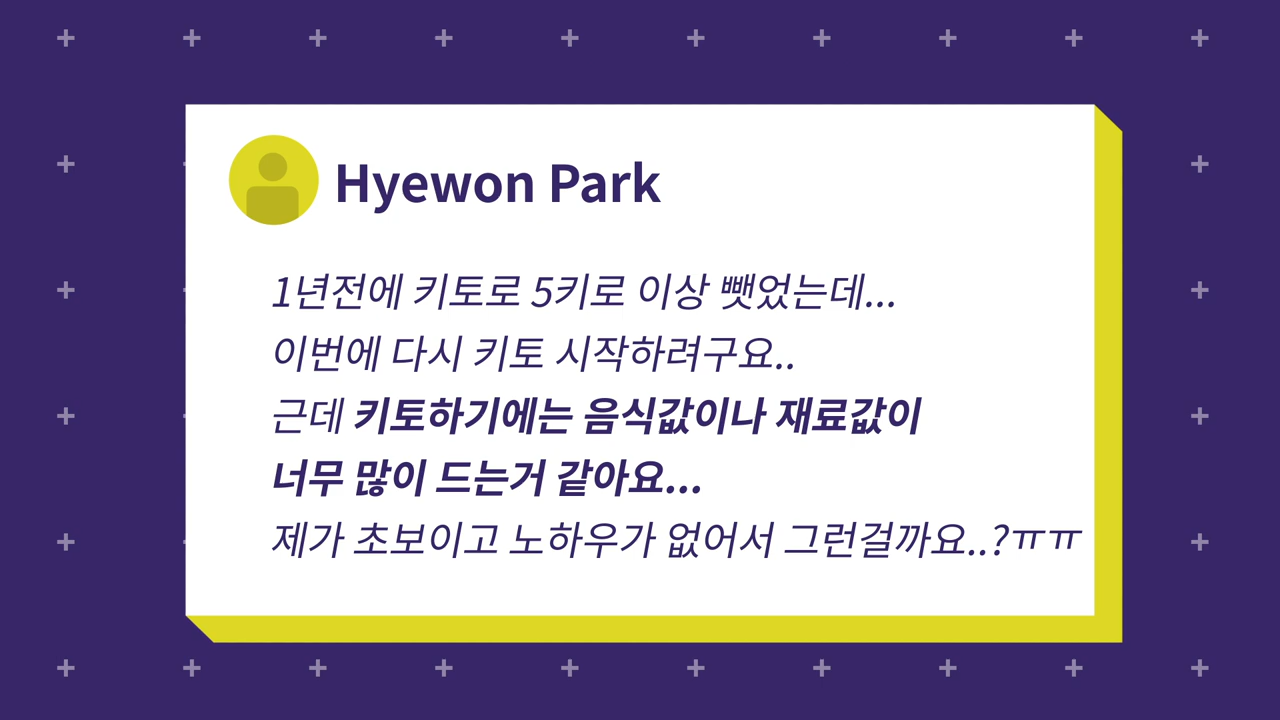 Hyewon Park
1년전에 키토로 5키로 이상 뺏었는데...
이번에 다시 키토 시작하려구요..
근데 키토하기에는 음식값이나 재료값이
너무 많이 드는거 같아요...
제가 초보이고 노하우가 없어서 그런걸까요..?ㅠㅠ